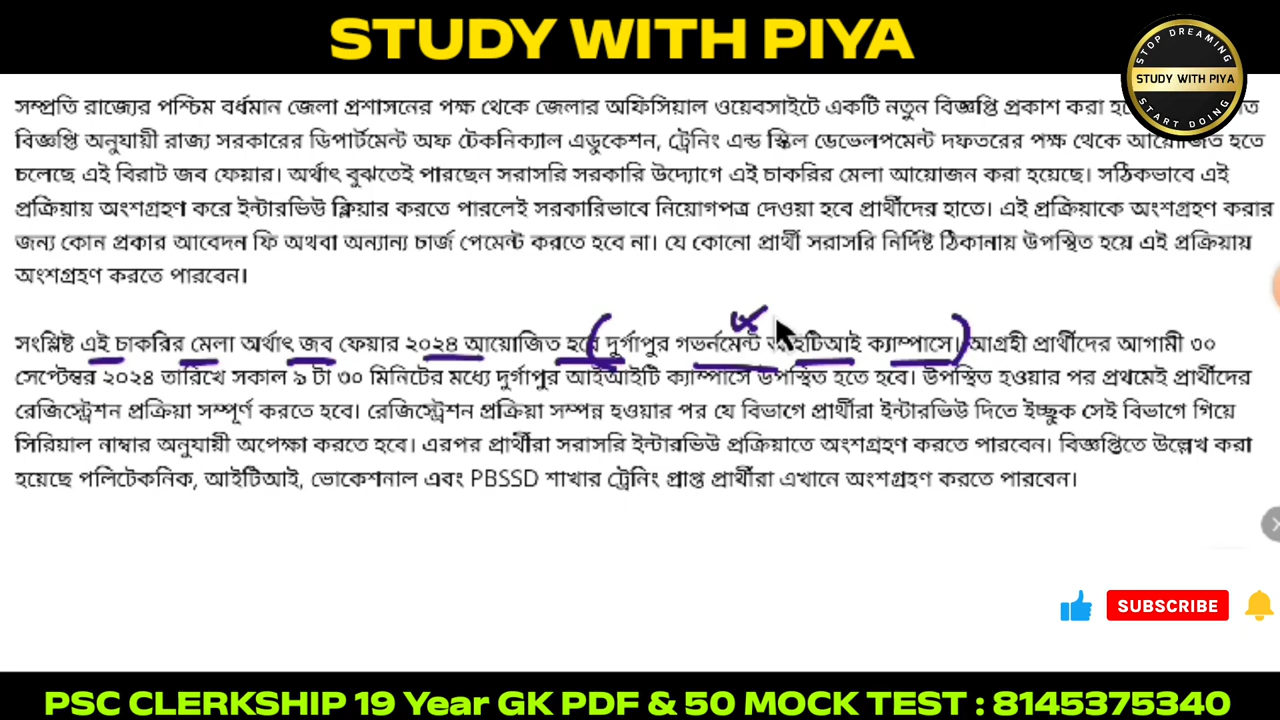 STUDY WITH PIYA
STOP DREAMING
STUDY WITH PIYA
START DOING
সম্প্রতি রাজ্যের পশ্চিম বর্ধমান জেলা প্রশাসনের পক্ষ থেকে জেলার অফিসিয়াল ওয়েবসাইটে একটি নতুন বিজ্ঞপ্তি প্রকাশ করা
বিজ্ঞপ্তি অনুযায়ী রাজ্য সরকারের ডিপার্টমেন্ট অফ টেকনিক্যাল এডুকেশন, ট্রেনিং এন্ড স্কিল ডেভেলপমেন্ট দফতরের পক্ষ থেকে আয়োজিত হতে
চলেছে এই বিরাট জব ফেয়ার। অর্থাৎ বুঝতেই পারছেন সরাসরি সরকারি উদ্যোগে এই চাকরির মেলা আয়োজন করা হয়েছে। সঠিকভাবে এই
প্রক্রিয়ায় অংশগ্রহণ করে ইন্টারভিউ ক্লিয়ার করতে পারলেই সরকারিভাবে নিয়োগপত্র দেওয়া হবে প্রার্থীদের হাতে। এই প্রক্রিয়াকে অংশগ্রহণ করার
জন্য কোন প্রকার আবেদন ফি অথবা অন্যান্য চার্জ পেমেন্ট করতে হবে না। যে কোনো প্রার্থী সরাসরি নির্দিষ্ট ঠিকানায় উপস্থিত হয়ে এই প্রক্রিয়ায়
অংশগ্রহণ করতে পারবেন।
সংশ্লিষ্ট এই চাকরির মেলা অর্থাৎ জব ফেয়ার ২০২৪ আয়োজিত হবে দুর্গাপুর গভর্নমেন্ট আইটিআই ক্যাম্পাসে। আগ্রহী প্রার্থীদের আগামী ৩০
সেপ্টেম্বর ২০২৪ তারিখে সকাল ৯ টা ৩০ মিনিটের মধ্যে দুর্গাপুর আইআইটি ক্যাম্পাসে উপস্থিত হতে হবে। উপস্থিত হওয়ার পর প্রথমেই প্রার্থীদের
রেজিস্ট্রেশন প্রক্রিয়া সম্পূর্ণ করতে হবে। রেজিস্ট্রেশন প্রক্রিয়া সম্পন্ন হওয়ার পর যে বিভাগে প্রার্থীরা ইন্টারভিউ দিতে ইচ্ছুক সেই বিভাগে গিয়ে
সিরিয়াল নাম্বার অনুযায়ী অপেক্ষা করতে হবে। এরপর প্রার্থীরা সরাসরি ইন্টারভিউ প্রক্রিয়াতে অংশগ্রহণ করতে পারবেন। বিজ্ঞপ্তিতে উল্লেখ করা
হয়েছে পলিটেকনিক, আইটিআই, ভোকেশনাল এবং PBSSD শাখার ট্রেনিং প্রাপ্ত প্রার্থীরা এখানে অংশগ্রহণ করতে পারবেন।
SUBSCRIBE
PSC CLERKSHIP 19 Year GK PDF & 50 MOCK TEST : 8145375340